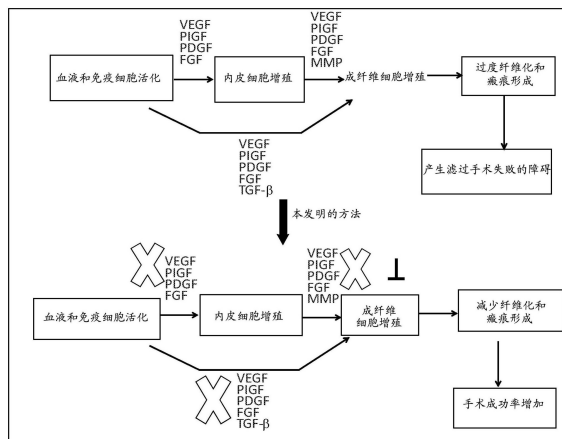 VEGF
PIGF
PDGF
FGF
VEGF
PIGF
PDGF
FGF
MMP
血液和免疫细胞活化
内皮细胞增殖
成纤维细胞增殖
过度纤维化和
瘢痕形成
VEGF
PIGF
PDGF
FGF
TGF-β
产生滤过手术失败的障碍
本发明的方法
VEGF
PIGF
PDGF
FGF
VEGF
PIGF
PDGF
FGF
MMP
血液和免疫细胞活化
内皮细胞增殖
成纤维
细胞增殖
减少纤维化和
瘢痕形成
VEGF
PIGF
PDGF
FGF
TGF-β
手术成功率增加